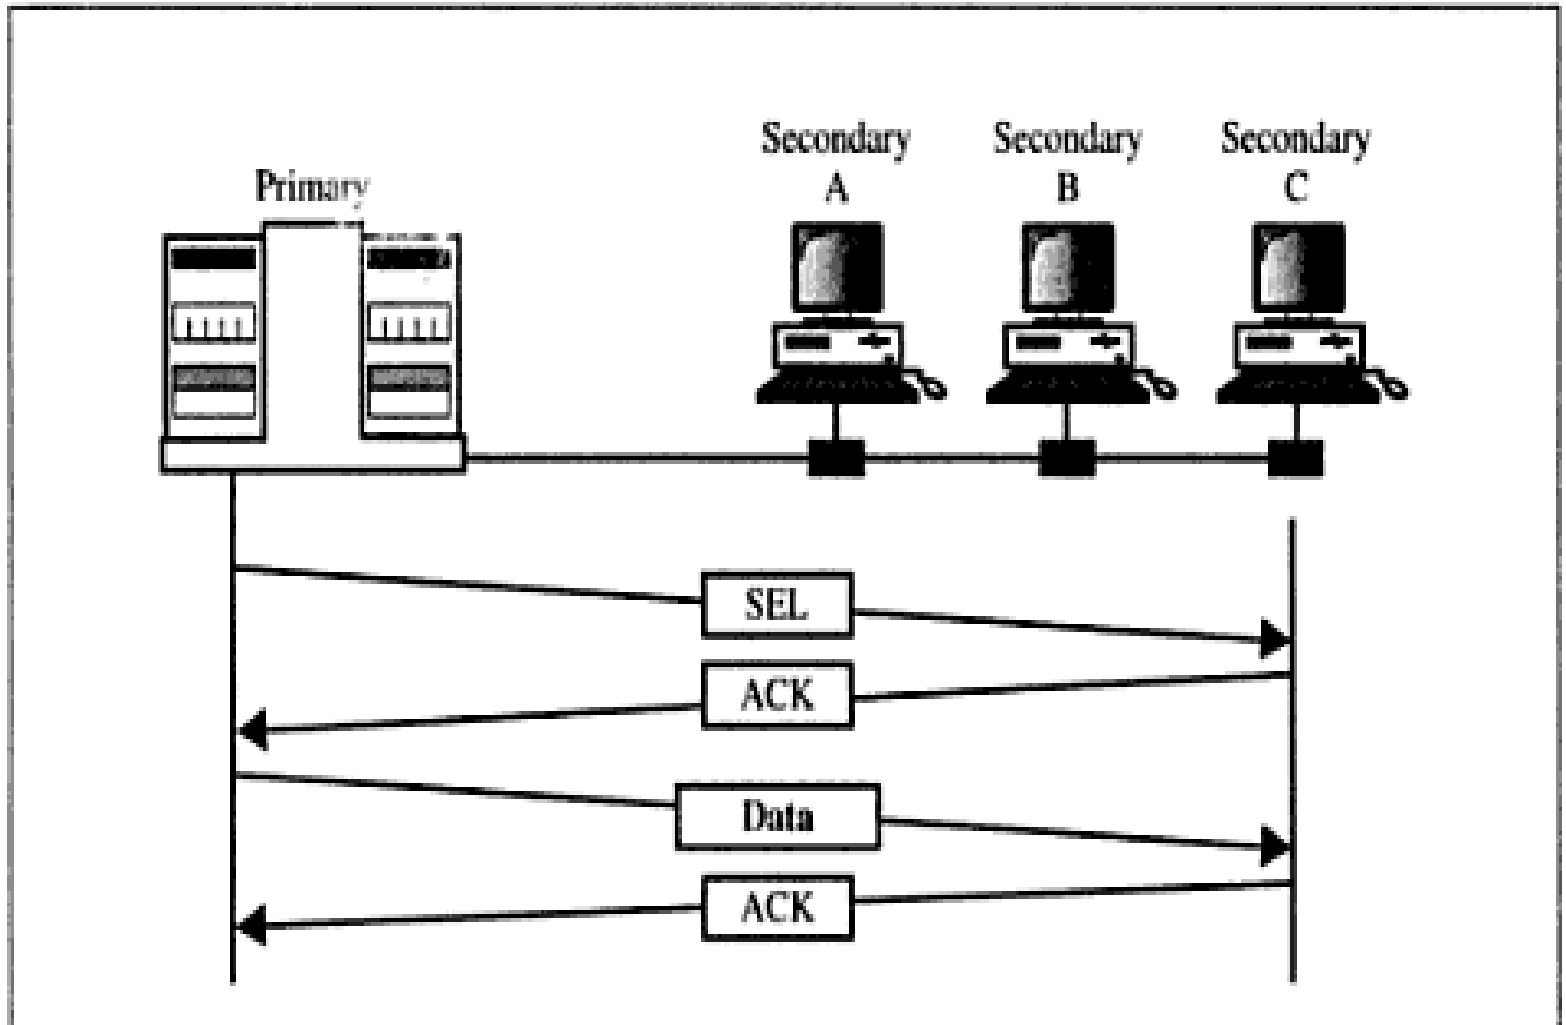 Primary
Secondary
A
Secondary
B
Secondary
C
SEL
ACK
Data
ACK